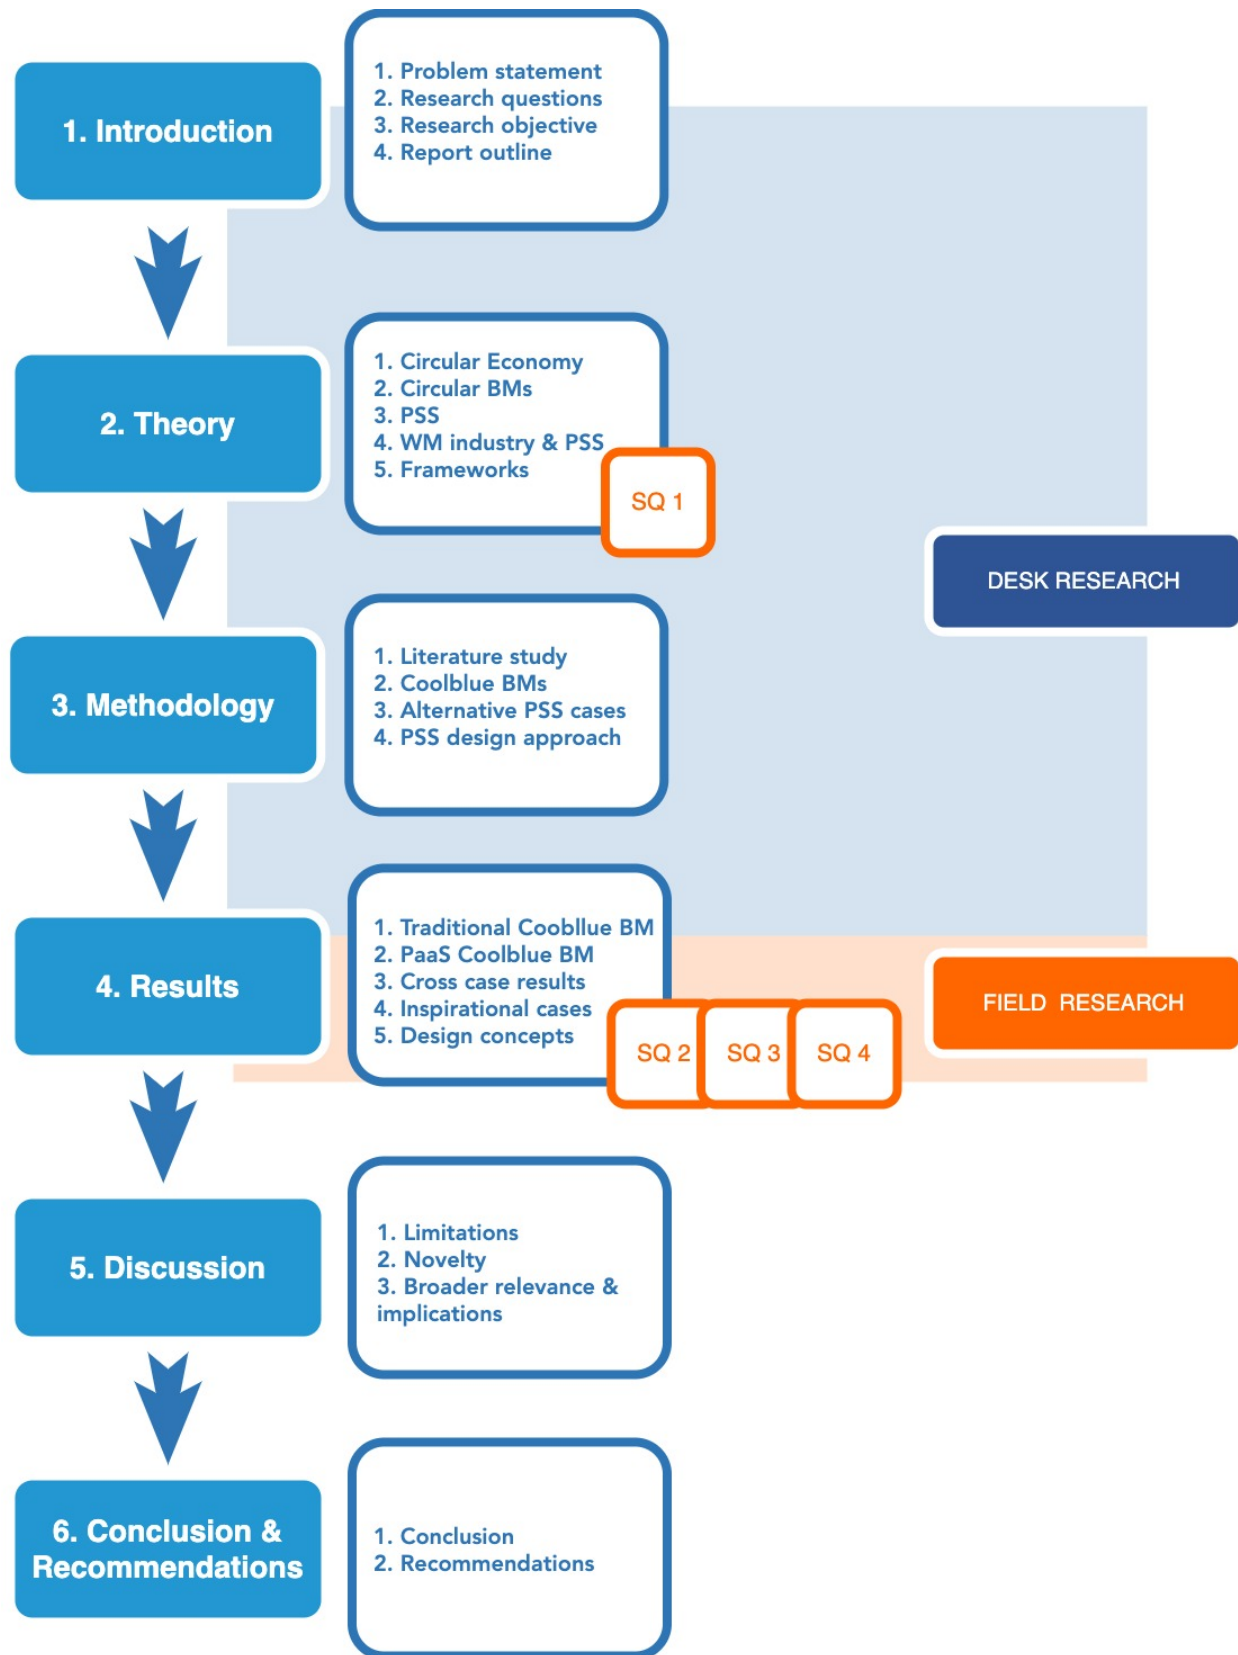 1. Introduction
1. Problem statement
2. Research questions
3. Research objective
4. Report outline
2. Theory
1. Circular Economy
2. Circular BMs
3. PSS
4. WM industry & PSS
5. Frameworks
SQ 1
DESK RESEARCH
3. Methodology
1. Literature study
2. Coolblue BMs
3. Alternative PSS cases
4. PSS design approach
4. Results
1. Traditional Coobllue BM
2. PaaS Coolblue BM
3. Cross case results
4. Inspirational cases
5. Design concepts
SQ 2
SQ 3
SQ 4
FIELD RESEARCH
5. Discussion
1. Limitations
2. Novelty
3. Broader relevance &
implications
6. Conclusion &
Recommendations
1. Conclusion
2. Recommendations